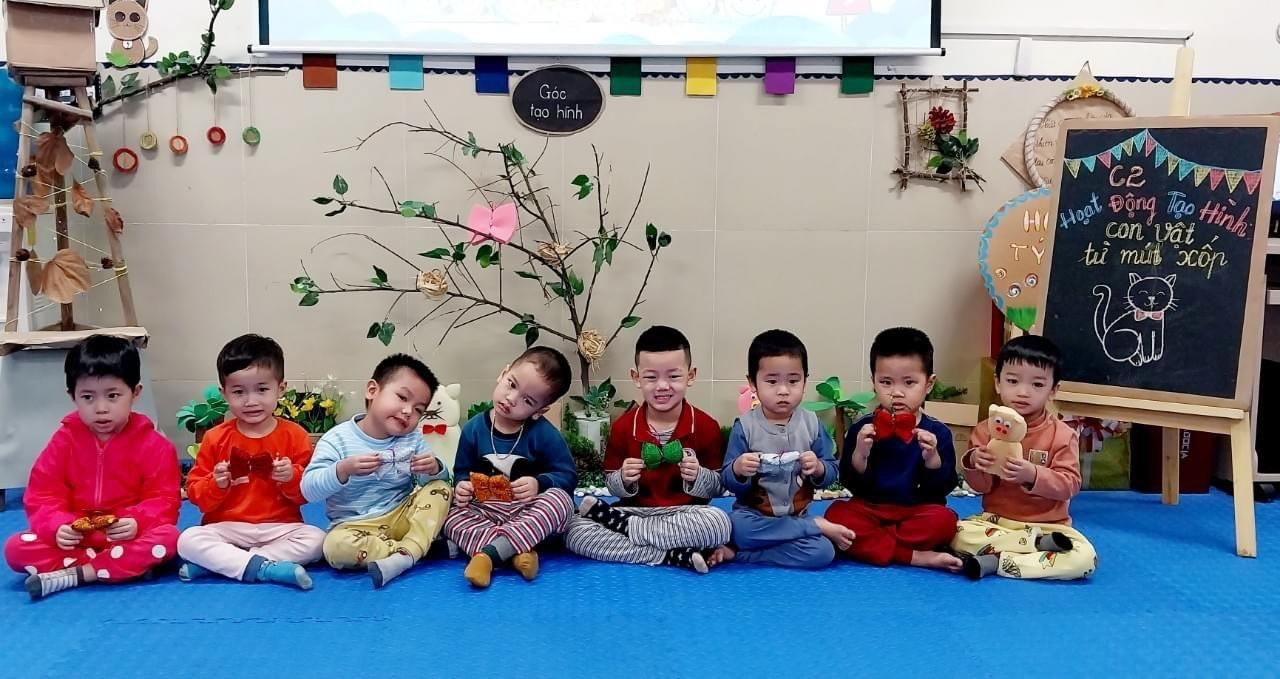 Góc
tạo hình
C2
Hoạt Động Tạo Hình:
con vật
từ mút xốp